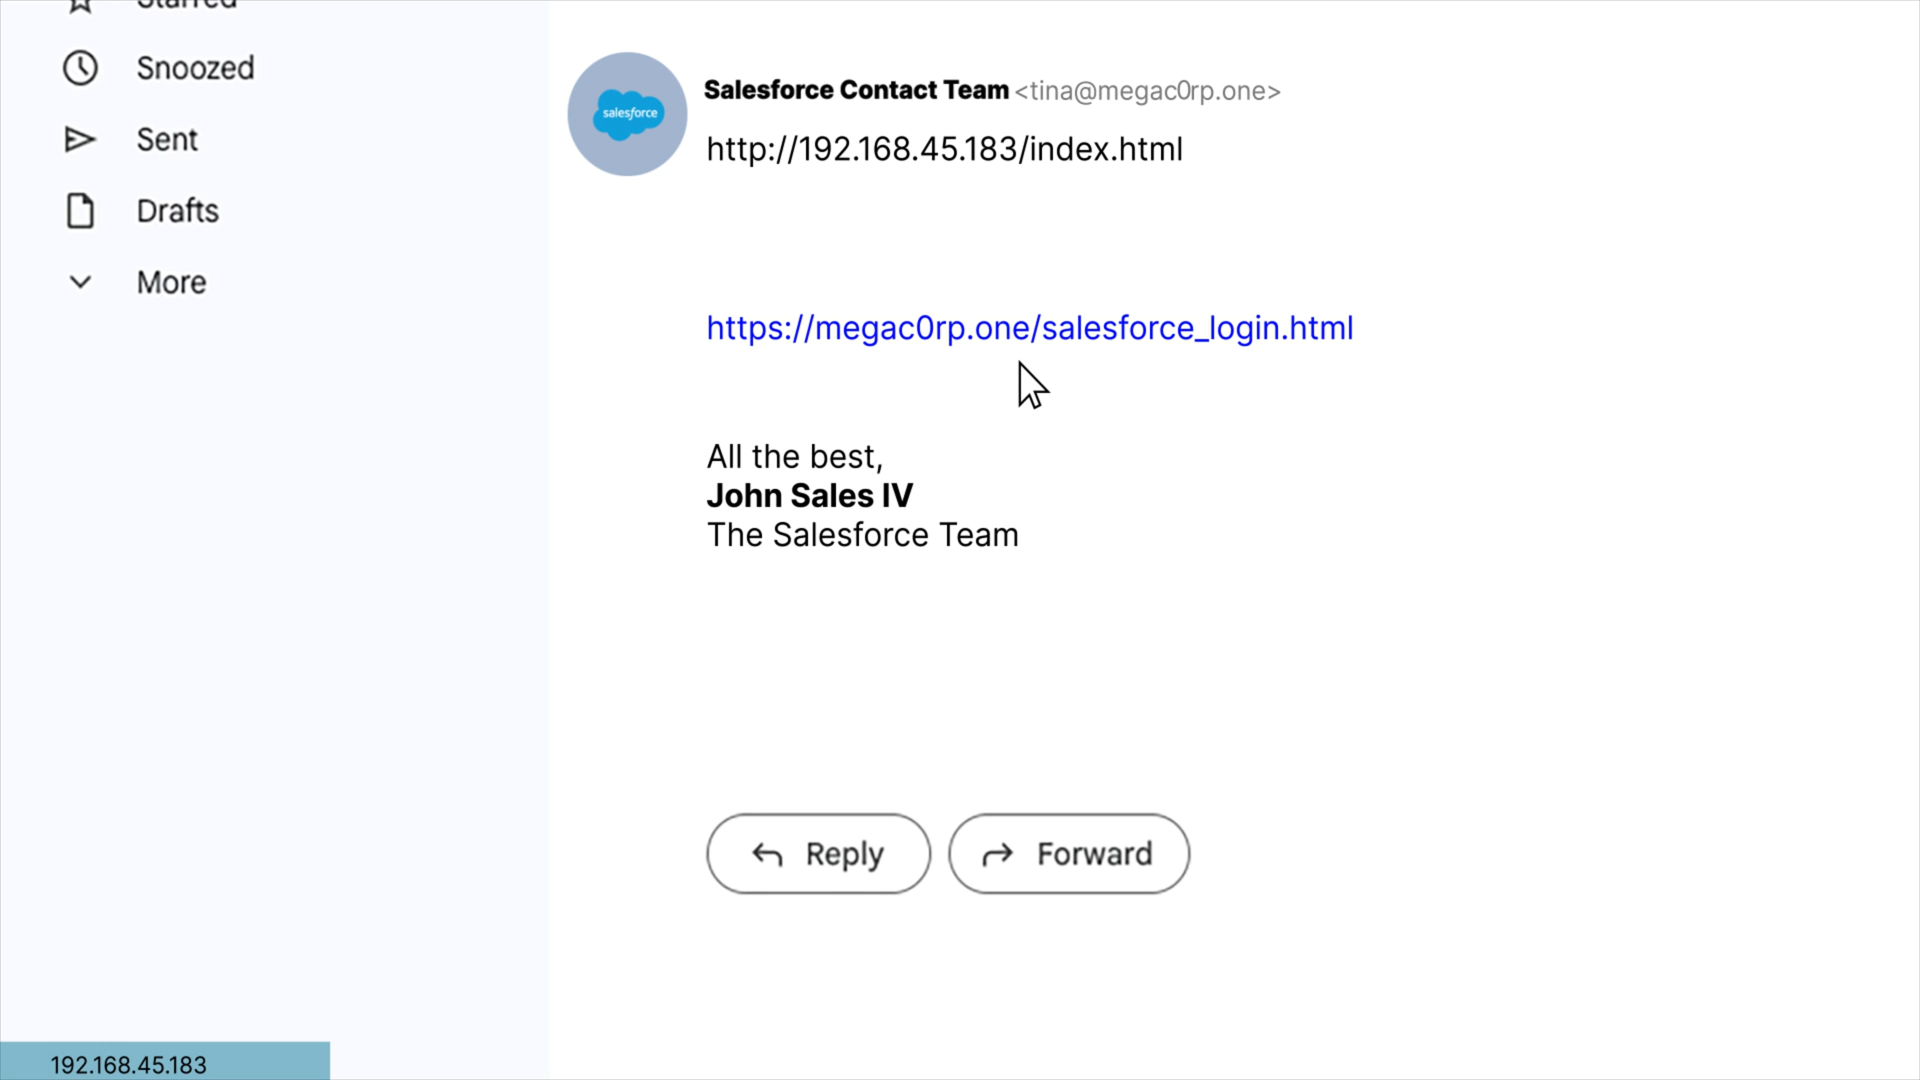 Starred
Snoozed
Sent
Drafts
More
salesforce
Salesforce Contact Team <tina@megac0rp.one>
http://192.168.45.183/index.html
https://megac0rp.one/salesforce_login.html
All the best,
John Sales IV
The Salesforce Team
Reply
Forward
192.168.45.183